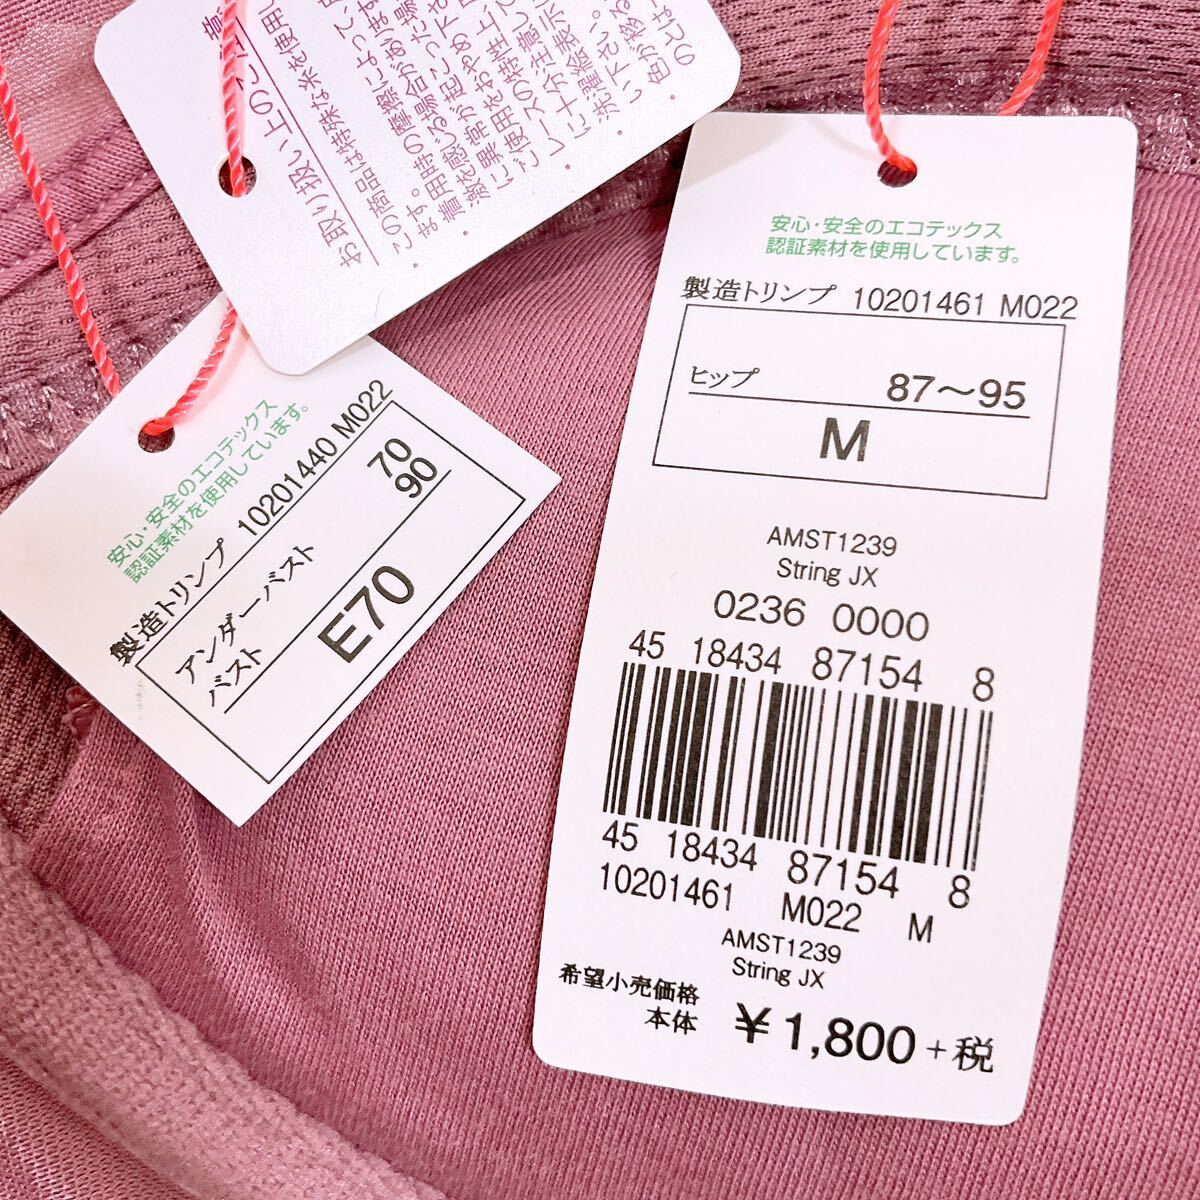 お取り扱い上のご注意
この商品は特殊な糸を使用し
安心・安全のエコテックス
認証素材を使用しています。
製造トリンプ 10201440 M022
アンダーバスト 70
バスト 90
E70
安心・安全のエコテックス
認証素材を使用しています。
製造トリンプ 10201461 M022
ヒップ 87〜95
M
AMST1239
String JX
0236 0000
45 18434 87154 8
45 18434 87154 8
10201461 M022 M
AMST1239
String JX
希望小売価格
本体 ￥1,800+税